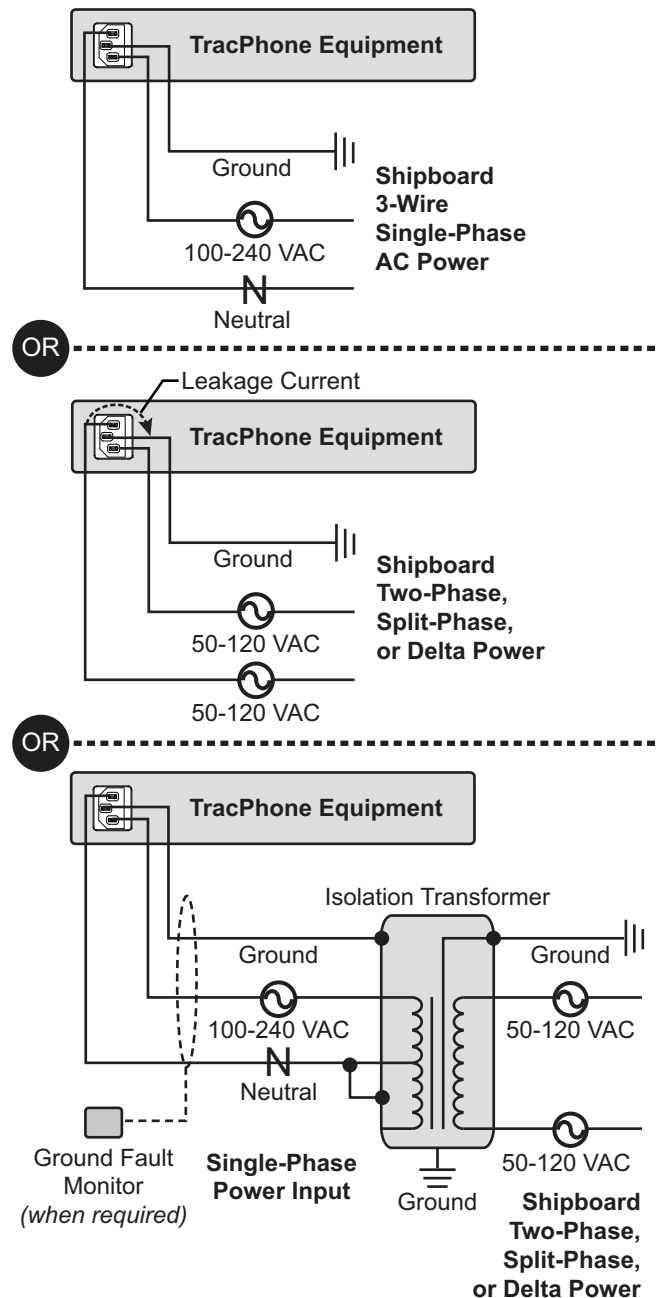 TracPhone Equipment
Ground
Shipboard
3-Wire
Single-Phase
AC Power
100-240 VAC
N
Neutral
OR
Leakage Current
TracPhone Equipment
Ground
Shipboard
Two-Phase,
Split-Phase,
or Delta Power
50-120 VAC
50-120 VAC
OR
TracPhone Equipment
Isolation Transformer
Ground
Ground
100-240 VAC
50-120 VAC
N
Neutral
Ground Fault
Monitor
(when required)
Single-Phase
Power Input
Ground
50-120 VAC
Shipboard
Two-Phase,
Split-Phase,
or Delta Power